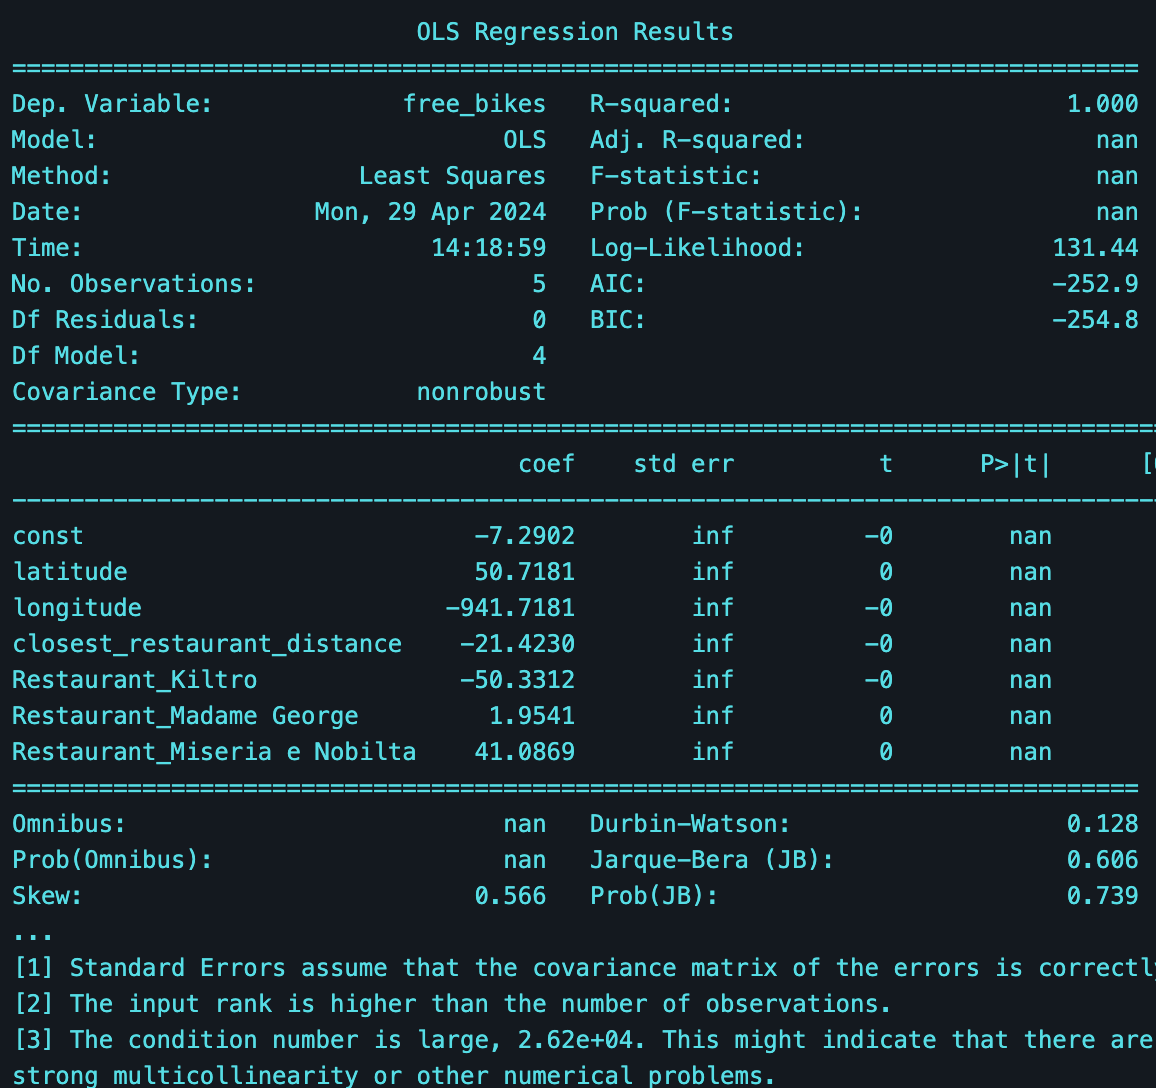 OLS Regression Results
==============================================================================
Dep. Variable: free_bikes R-squared: 1.000
Model: OLS Adj. R-squared: nan
Method: Least Squares F-statistic: nan
Date: Mon, 29 Apr 2024 Prob (F-statistic): nan
Time: 14:18:59 Log-Likelihood: 131.44
No. Observations: 5 AIC: -252.9
Df Residuals: 0 BIC: -254.8
Df Model: 4
Covariance Type: nonrobust
==============================================================================
coef std err t P>|t| [
------------------------------------------------------------------------------
const -7.2902 inf -0 nan
latitude 50.7181 inf 0 nan
longitude -941.7181 inf -0 nan
closest_restaurant_distance -21.4230 inf -0 nan
Restaurant_Kiltro -50.3312 inf -0 nan
Restaurant_Madame George 1.9541 inf 0 nan
Restaurant_Miseria e Nobilta 41.0869 inf 0 nan
==============================================================================
Omnibus: nan Durbin-Watson: 0.128
Prob(Omnibus): nan Jarque-Bera (JB): 0.606
Skew: 0.566 Prob(JB): 0.739
...
[1] Standard Errors assume that the covariance matrix of the errors is correctly
[2] The input rank is higher than the number of observations.
[3] The condition number is large, 2.62e+04. This might indicate that there are
strong multicollinearity or other numerical problems.